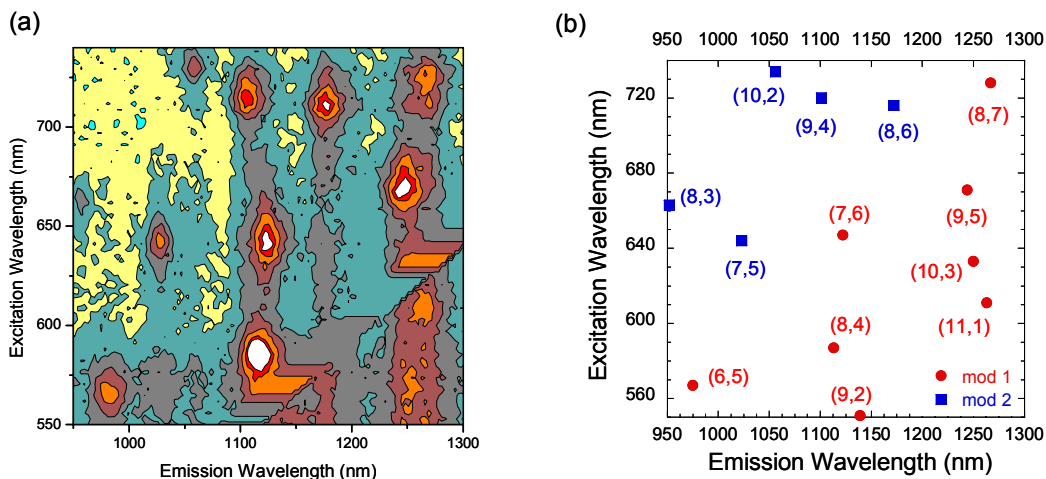 (a)
700
650
600
550
1000
1100
1200
1300
Excitation Wavelength (nm)
Emission Wavelength (nm)
(b)
950 1000 1050 1100 1150 1200 1250 1300
720
680
640
600
560
Excitation Wavelength (nm)
(10,2)
(9,4)
(8,6)
(8,7)
(8,3)
(7,6)
(9,5)
(7,5)
(10,3)
(8,4)
(11,1)
(6,5)
(9,2)
mod 1
mod 2
950 1000 1050 1100 1150 1200 1250 1300
Emission Wavelength (nm)